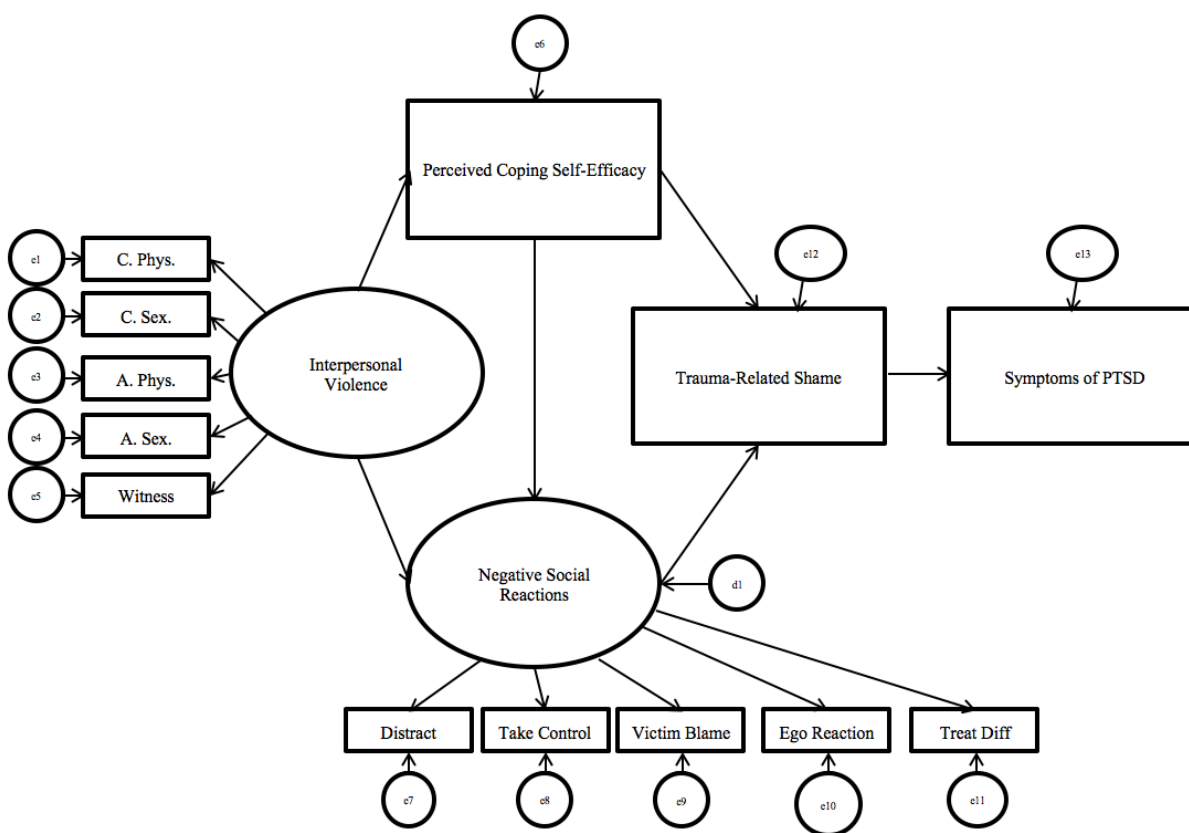 e6
Perceived Coping Self-Efficacy
e1
C. Phys.
e2
C. Sex.
e3
A. Phys.
e4
A. Sex.
e5
Witness
Interpersonal
Violence
e12
e13
Trauma-Related Shame
Symptoms of PTSD
Negative Social
Reactions
d1
Distract
Take Control
Victim Blame
Ego Reaction
Treat Diff
e7
e8
e9
e10
e11